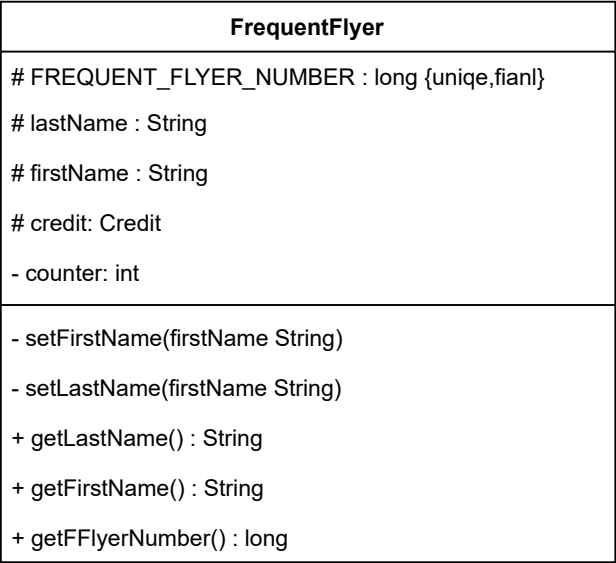 FrequentFlyer
# FREQUENT_FLYER_NUMBER : long {uniqe,fianl}
# lastName : String
# firstName : String
# credit: Credit
- counter: int
- setFirstName(firstName String)
- setLastName(firstName String)
+ getLastName() : String
+ getFirstName() : String
+ getFFlyerNumber() : long